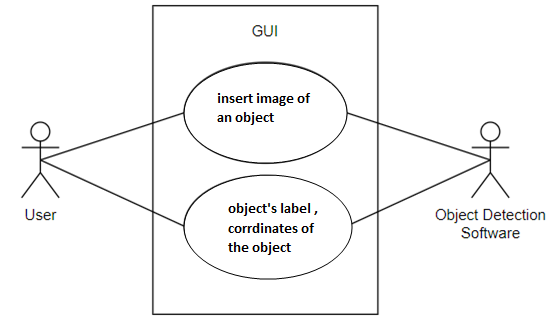 GUI
insert image of
an object
object's label ,
corrdinates of
the object
User
Object Detection
Software